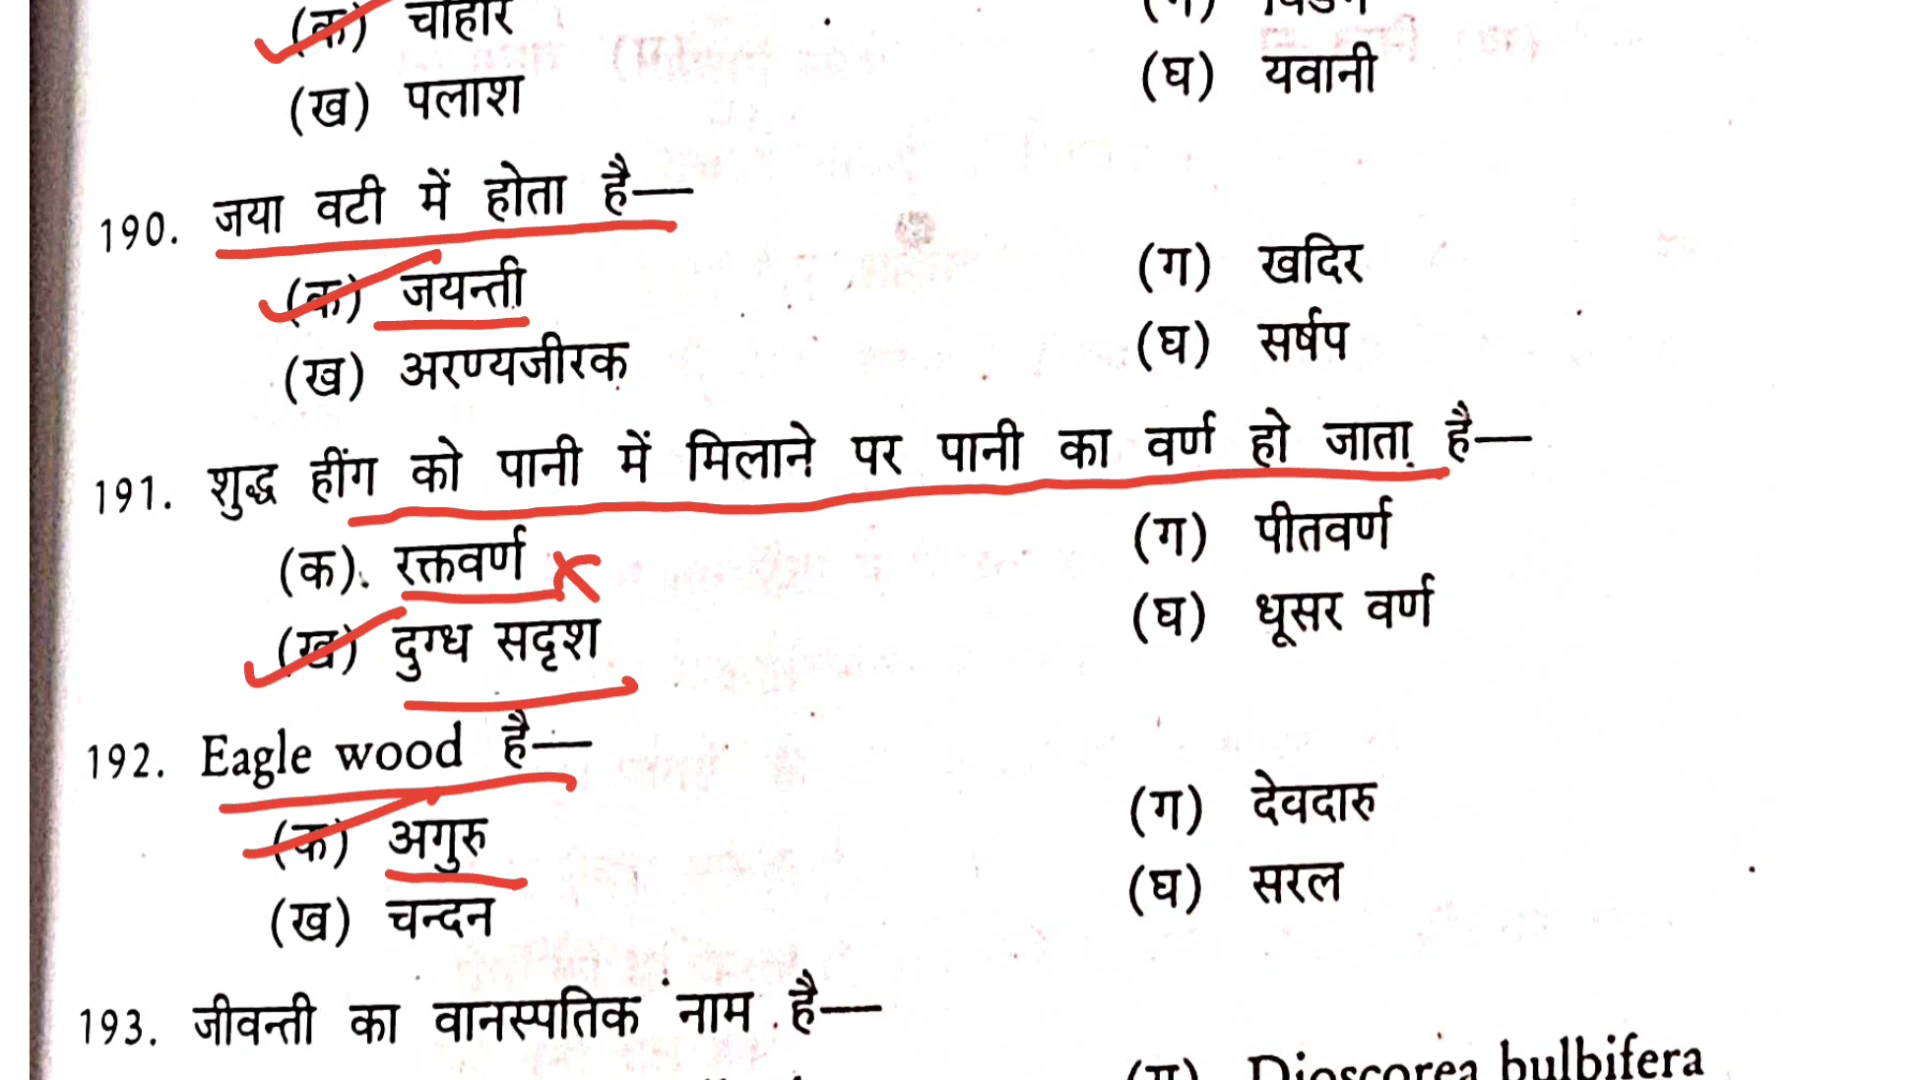 (क) चौहार
(ख) पलाश
(घ) यवानी
190. जया वटी में होता है—
(क) जयन्ती
(ग) खदिर
(ख) अरण्यजीरक
(घ) सर्षप
191. शुद्ध हींग को पानी में मिलाने पर पानी का वर्ण हो जाता है—
(क). रक्तवर्ण
(ग) पीतवर्ण
(ख) दुग्ध सदृश
(घ) धूसर वर्ण
192. Eagle wood है—
(क) अगुरु
(ग) देवदारु
(ख) चन्दन
(घ) सरल
193. जीवन्ती का वानस्पतिक नाम है—
(ग) Dioscorea bulbifera